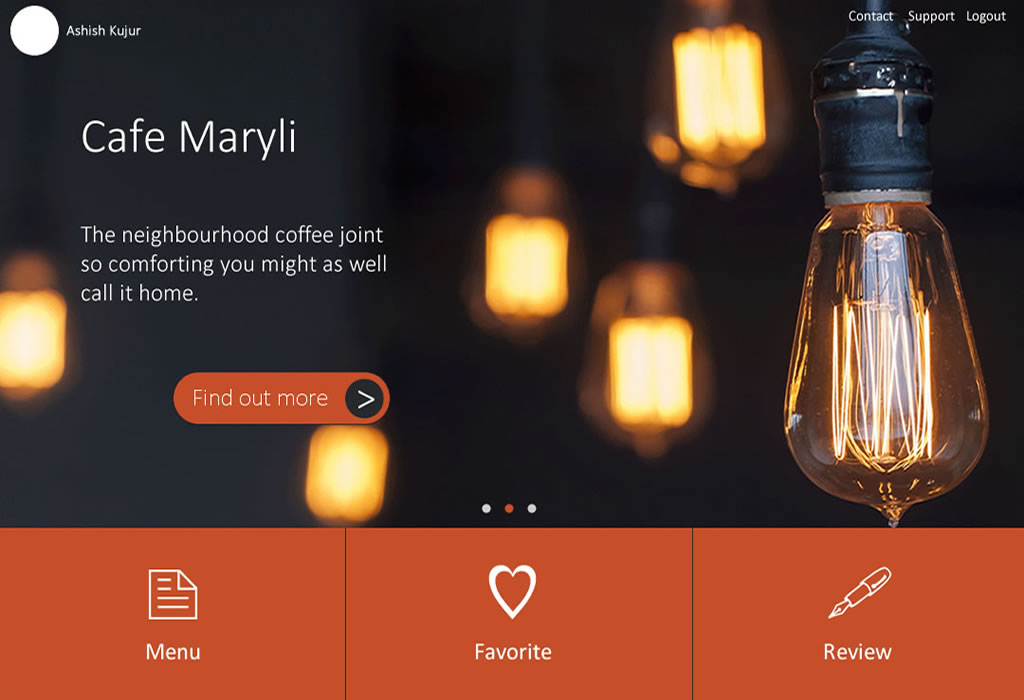 Ashish Kujur
Contact Support Logout
Cafe Maryli
The neighbourhood coffee joint
so comforting you might as well
call it home.
Find out more >
Menu
Favorite
Review